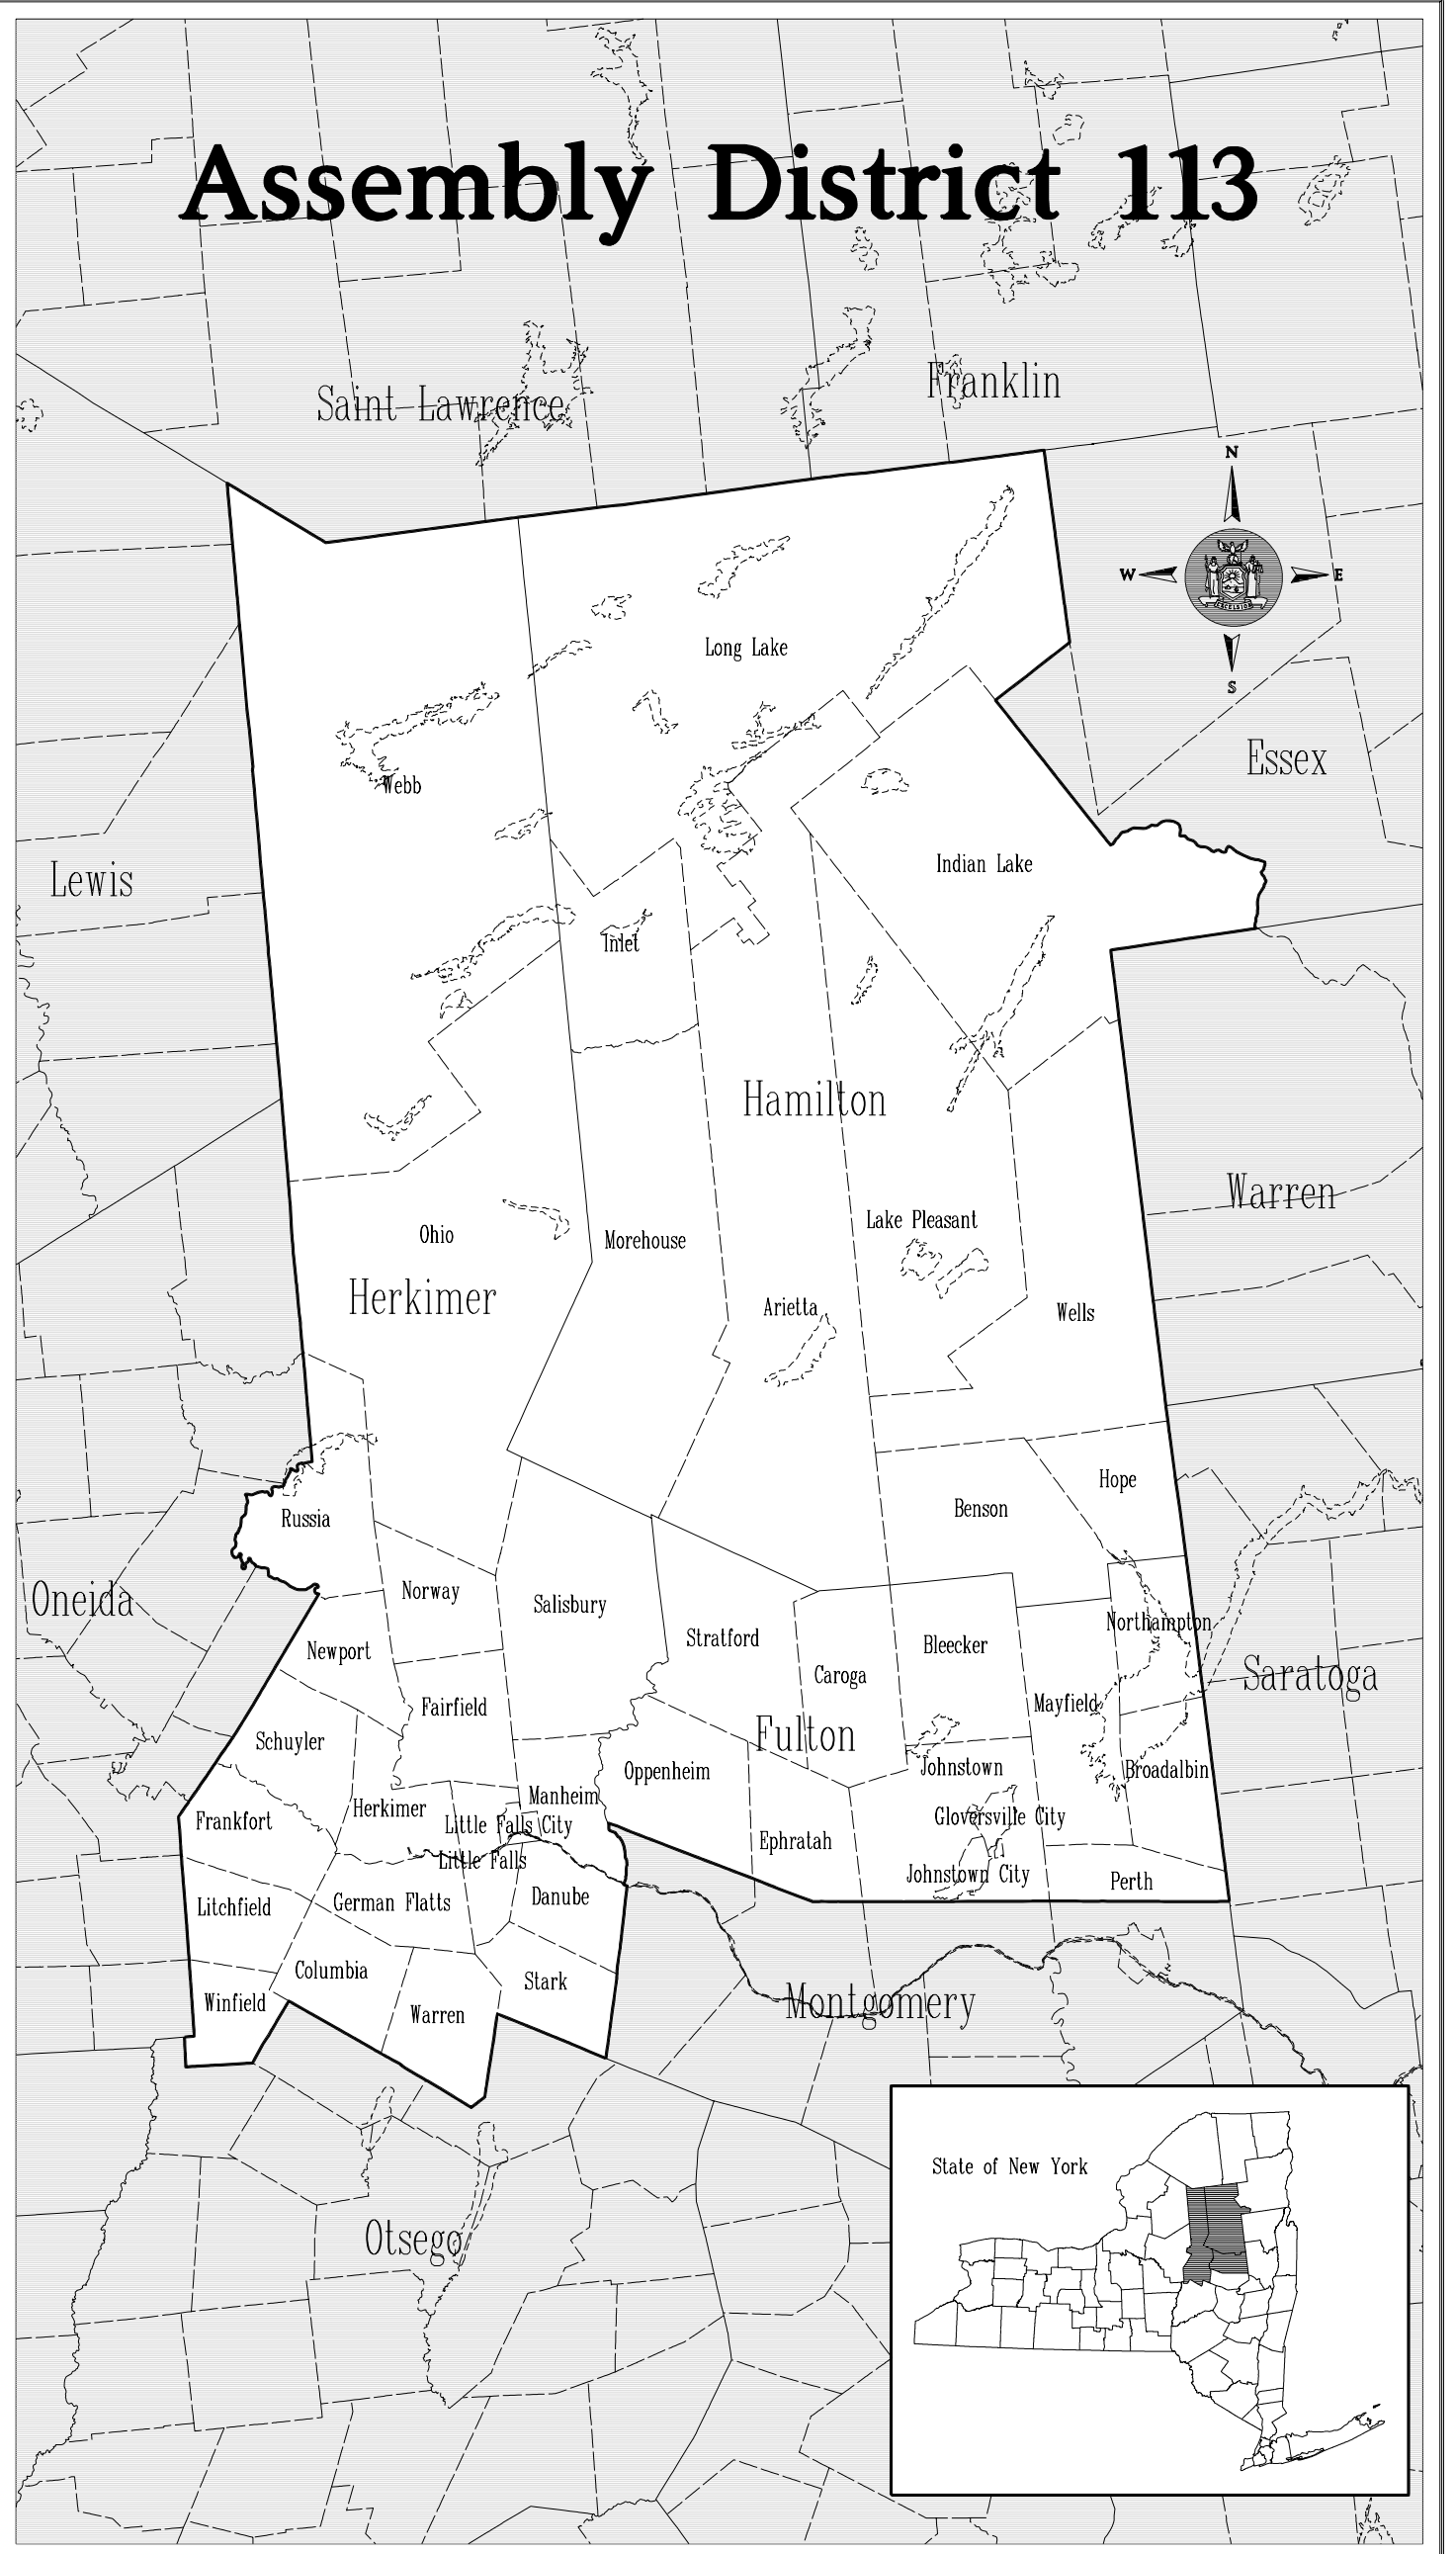 Assembly District 113
Saint Lawrence
Franklin
N
W
E
EXCELSIOR
S
Long Lake
Essex
Webb
Indian Lake
Lewis
Inlet
Hamilton
Warren
Lake Pleasant
Ohio
Morehouse
Herkimer
Arietta
Wells
Hope
Benson
Russia
Oneida
Norway
Salisbury
Northampton
Stratford
Bleecker
Newport
Caroga
Saratoga
Mayfield
Fairfield
Fulton
Schuyler
Johnstown
Broadalbin
Oppenheim
Manheim
Herkimer
Gloversville City
Frankfort
Little Falls City
Ephratah
Little Falls
Johnstown City
Perth
Danube
German Flatts
Litchfield
Columbia
Stark
Winfield
Montgomery
Warren
State of New York
Otsego